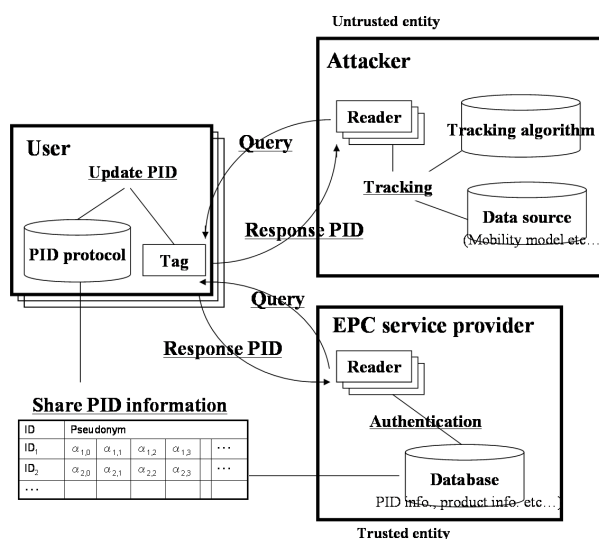 Untrusted entity
Attacker
Reader
Tracking algorithm
Tracking
Data source
(Mobility model etc…
User
Update PID
PID protocol
Tag
Query
Response PID
Query
Response PID
EPC service provider
Reader
Authentication
Database
PID info., product info. etc…)
Trusted entity
Share PID information
ID Pseudonym
ID₁ α₁,₀ α₁,₁ α₁,₂ α₁,₃ …
ID₂ α₂,₀ α₂,₁ α₂,₂ α₂,₃ …
…